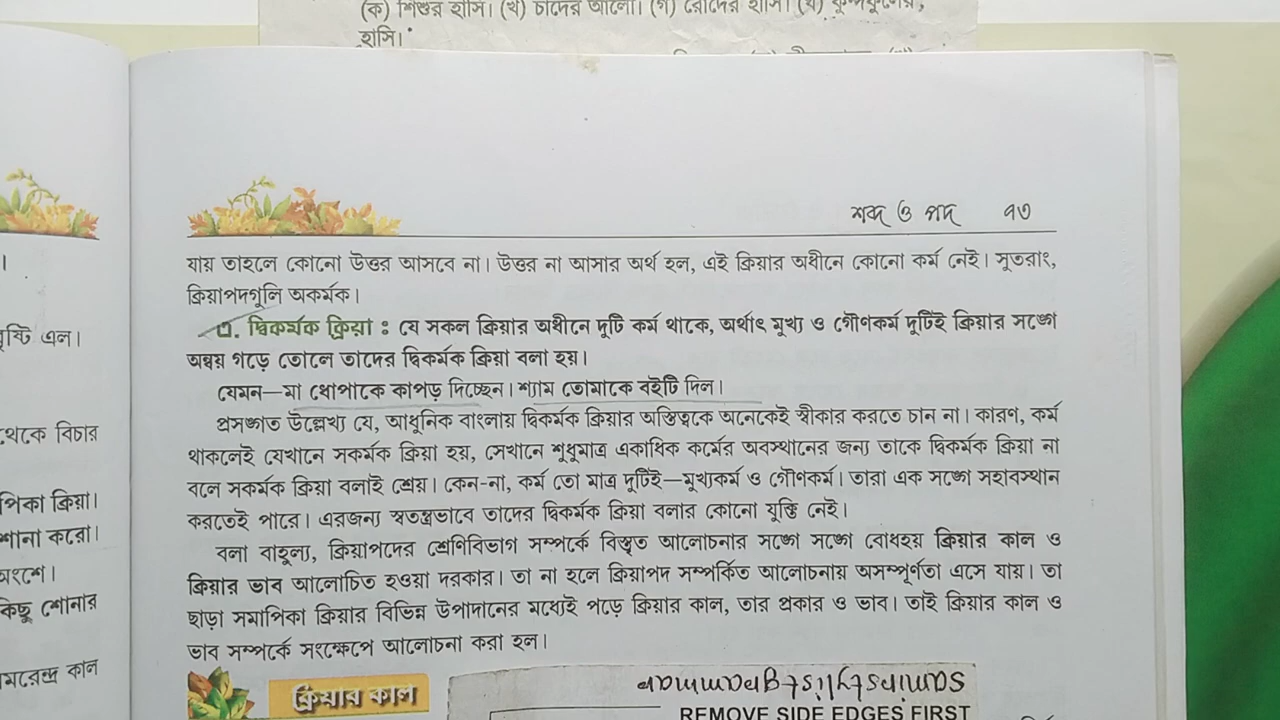 (ক) শিশুর হাসি। (খ) চাঁদের আলো। (গ) রোদের হাসি। (ঘ)
হাসি।
শব্দ ও পদ ৭৩
যায় তাহলে কোনো উত্তর আসবে না। উত্তর না আসার অর্থ হল, এই ক্রিয়ার অধীনে কোনো কর্ম নেই। সুতরাং,
ক্রিয়াপদগুলি অকর্মক।
দ্বিকর্মক ক্রিয়া : যে সকল ক্রিয়ার অধীনে দুটি কর্ম থাকে, অর্থাৎ মুখ্য ও গৌণকর্ম দুটিই ক্রিয়ার সঙ্গে
অন্বয় গড়ে তোলে তাদের দ্বিকর্মক ক্রিয়া বলা হয়।
যেমন—মা ধোপাকে কাপড় দিচ্ছেন। শ্যাম তোমাকে বইটি দিল।
প্রসঙ্গত উল্লেখ্য যে, আধুনিক বাংলায় দ্বিকর্মক ক্রিয়ার অস্তিত্বকে অনেকেই স্বীকার করতে চান না। কারণ, কর্ম
থাকলেই যেখানে সকর্মক ক্রিয়া হয়, সেখানে শুধুমাত্র একাধিক কর্মের অবস্থানের জন্য তাকে দ্বিকর্মক ক্রিয়া না
বলে সকর্মক ক্রিয়া বলাই শ্রেয়। কেন-না, কর্ম তো মাত্র দুটিই—মুখ্যকর্ম ও গৌণকর্ম। তারা এক সঙ্গে সহাবস্থান
করতেই পারে। এরজন্য স্বতন্ত্রভাবে তাদের দ্বিকর্মক ক্রিয়া বলার কোনো যুক্তি নেই।
বলা বাহুল্য, ক্রিয়াপদের শ্রেণিবিভাগ সম্পর্কে বিস্তৃত আলোচনার সঙ্গে সঙ্গে বোধহয় ক্রিয়ার কাল ও
ক্রিয়ার ভাব আলোচিত হওয়া দরকার। তা না হলে ক্রিয়াপদ সম্পর্কিত আলোচনায় অসম্পূর্ণতা এসে যায়। তা
ছাড়া সমাপিকা ক্রিয়ার বিভিন্ন উপাদানের মধ্যেই পড়ে ক্রিয়ার কাল, তার প্রকার ও ভাব। তাই ক্রিয়ার কাল ও
ভাব সম্পর্কে সংক্ষেপে আলোচনা করা হল।
ক্রিয়ার কাল
samirstylistgrammar
REMOVE SIDE EDGES FIRST
এল।
থেকে বিচার
পিকা ক্রিয়া।
শোনা করো।
অংশে।
কিছু শোনার
কাল